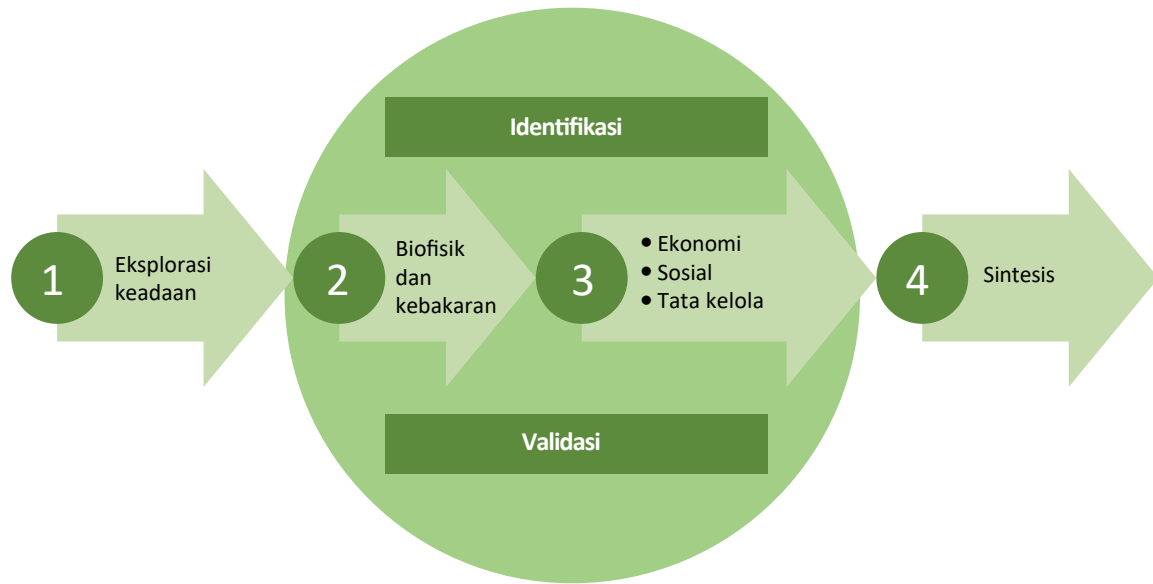 Identifikasi
1
Eksplorasi
keadaan
2
Biofisik
dan
kebakaran
3
• Ekonomi
• Sosial
• Tata kelola
4
Sintesis
Validasi